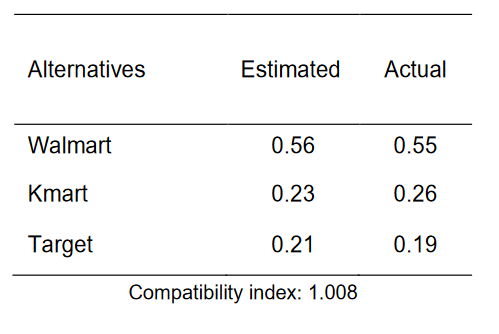 Alternatives Estimated Actual
Walmart 0.56 0.55
Kmart 0.23 0.26
Target 0.21 0.19
Compatibility index: 1.008